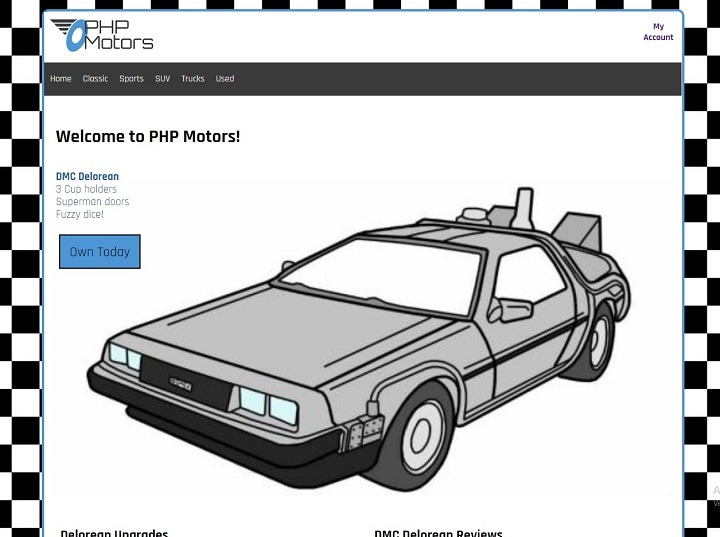 PHP
Motors
My
Account
Home Classic Sports SUV Trucks Used
Welcome to PHP Motors!
DMC Delorean
3 Cup holders
Superman doors
Fuzzy dice!
Own Today
DMC
Delorean Upgrades DMC Delorean Reviews